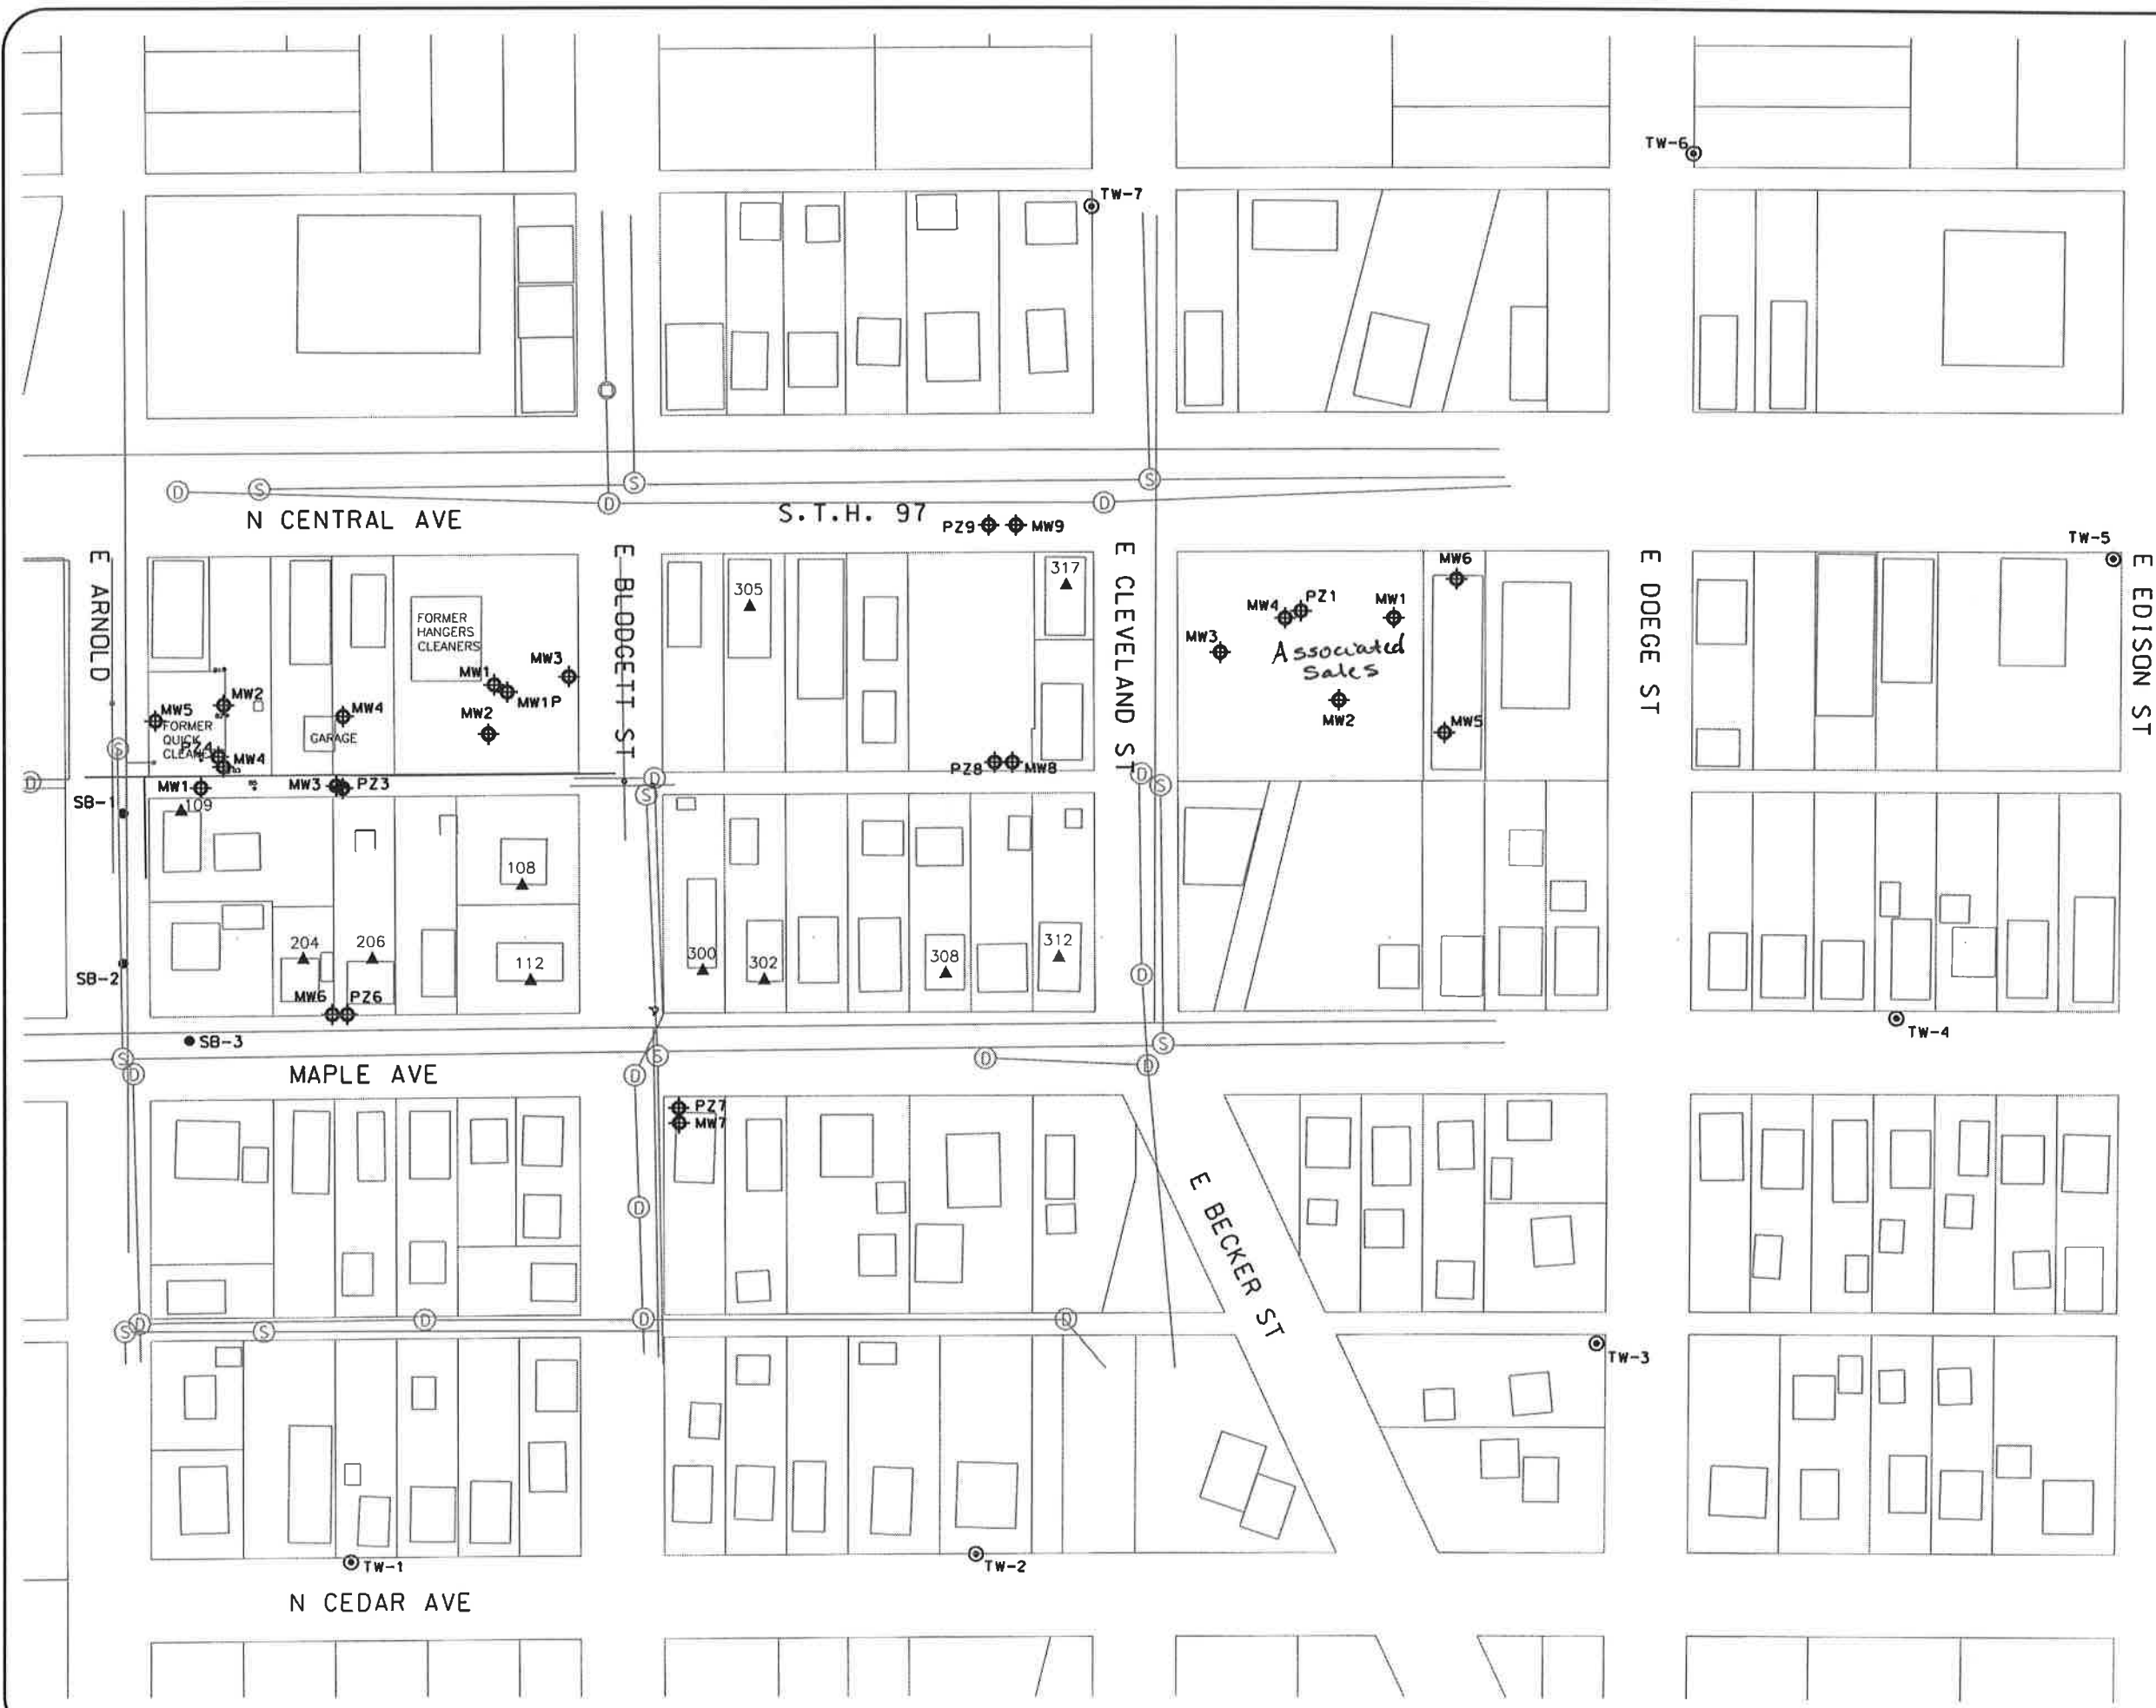 TW-6
TW-7
D
S
S
D
S
D
N CENTRAL AVE
S.T.H. 97
PZ9
MW9
E ARNOLD
E BLODGETT ST
E CLEVELAND ST
E DOEGE ST
E EDISON ST
TW-5
305
317
MW6
MW4
PZ1
MW1
MW3
Associated
Sales
MW2
MW5
FORMER
HANGERS
CLEANERS
MW1
MW3
MW1P
MW2
MW2
MW5
FORMER
QUICK
PZ4
MW4
MW4
GARAGE
S
D
MW1
MW3
PZ3
D
S
PZ8
MW8
D
S
SB-1
109
108
SB-2
204
206
112
300
302
308
312
D
MW6
PZ6
P
SB-3
TW-4
S
D
MAPLE AVE
S
D
D
S
D
PZ7
MW7
D
E BECKER ST
S
D
S
D
D
D
TW-3
TW-1
TW-2
N CEDAR AVE